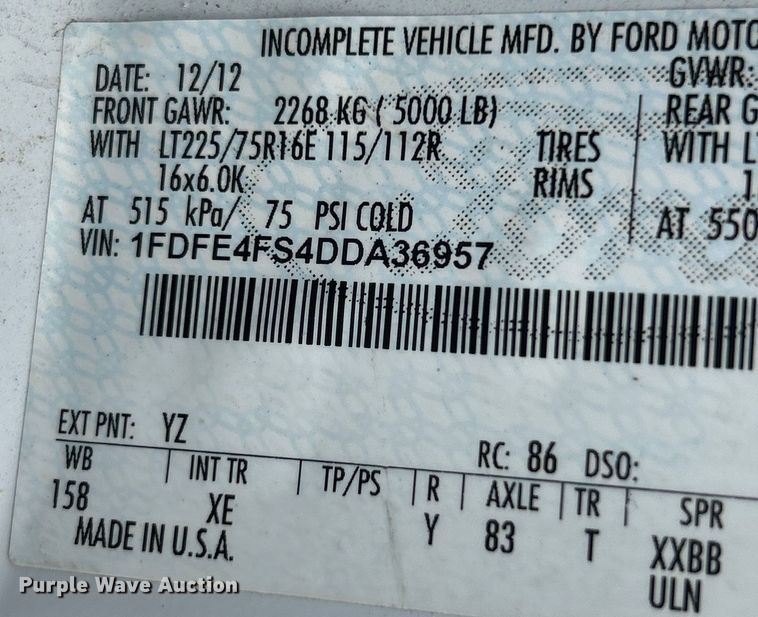 INCOMPLETE VEHICLE MFD. BY FORD MOTO
DATE: 12/12 GVWR:
FRONT GAWR: 2268 KG ( 5000 LB) REAR G
WITH LT225/75R16E 115/112R TIRES WITH L
16x6.0K RIMS 1
AT 515 kPa/ 75 PSI COLD AT 550
VIN: 1FDFE4FS4DDA36957
EXT PNT: YZ RC: 86 DSO:
WB INT TR TP/PS R AXLE TR SPR
158 XE Y 83 T XXBB
MADE IN U.S.A. ULN
Purple Wave Auction